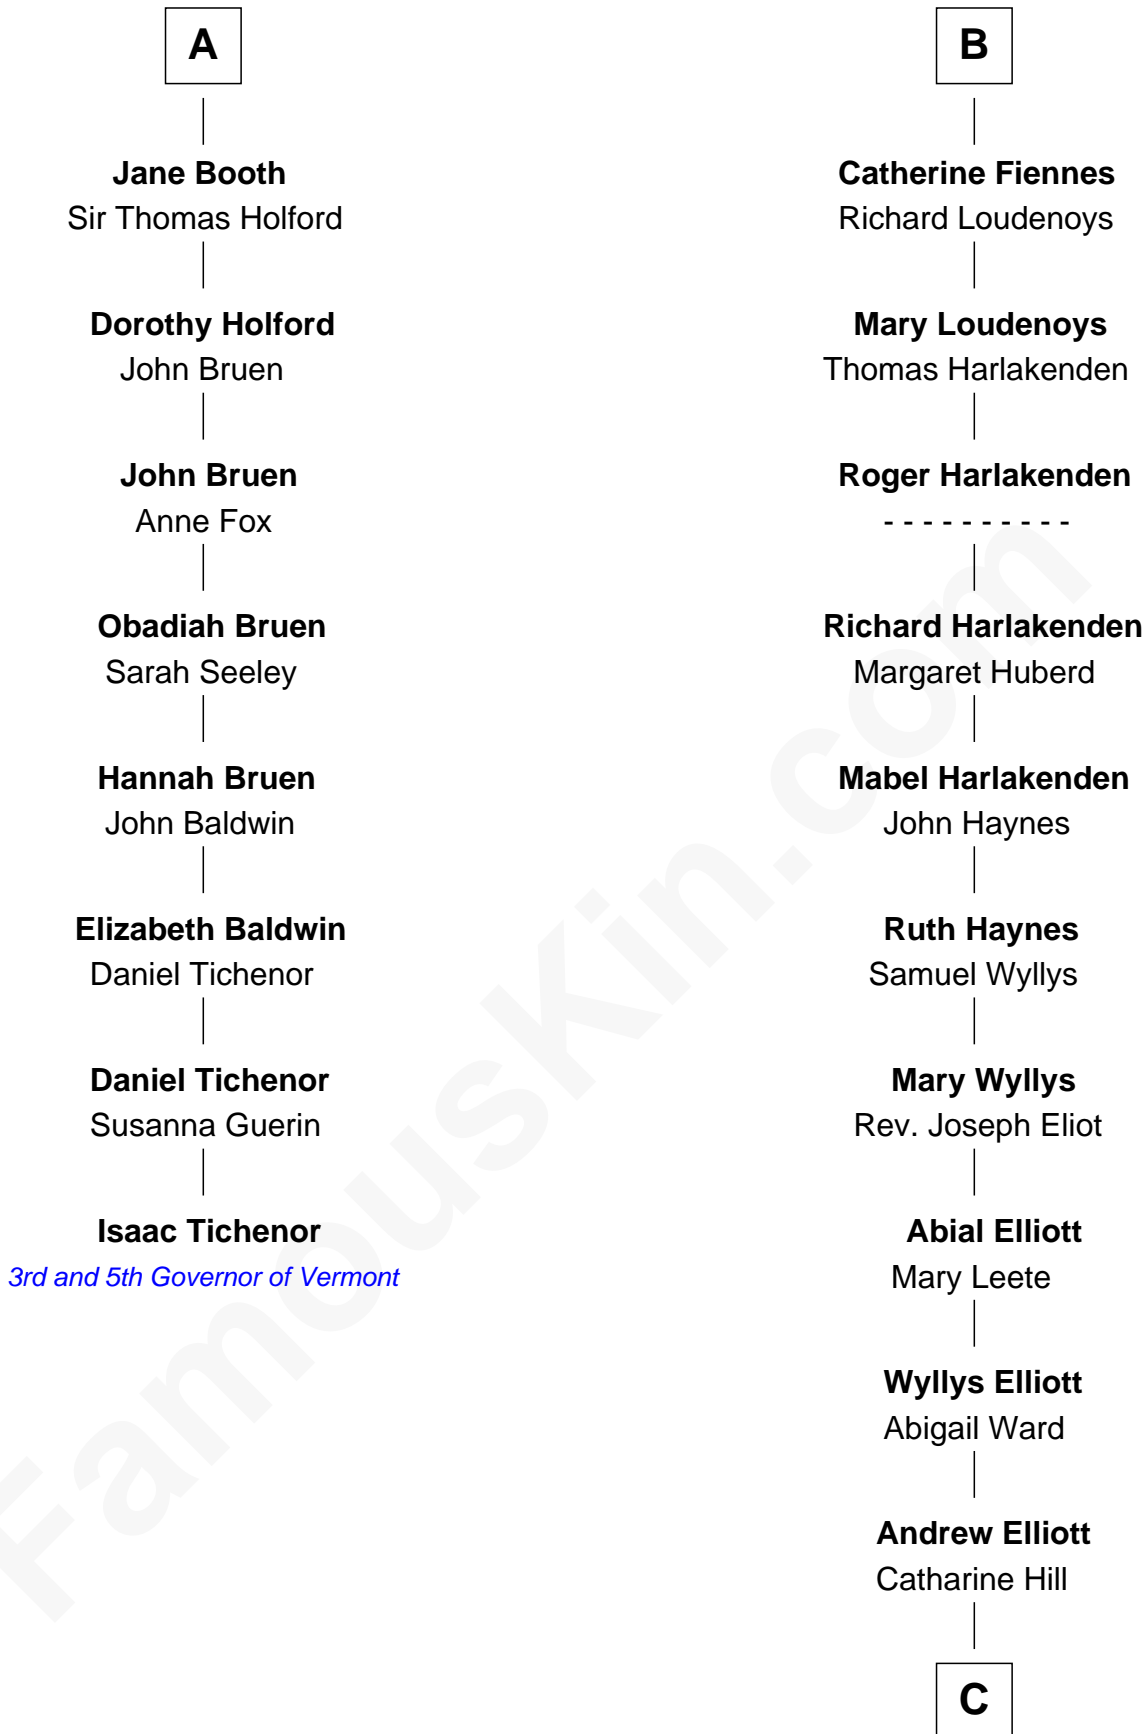 A
Jane Booth
Sir Thomas Holford
Dorothy Holford
John Bruen
John Bruen
Anne Fox
Obadiah Bruen
Sarah Seeley
Hannah Bruen
John Baldwin
Elizabeth Baldwin
Daniel Tichenor
Daniel Tichenor
Susanna Guerin
Isaac Tichenor
3rd and 5th Governor of Vermont
B
Catherine Fiennes
Richard Loudenoys
Mary Loudenoys
Thomas Harlakenden
Roger Harlakenden
- - - - - - - - - -
Richard Harlakenden
Margaret Huberd
Mabel Harlakenden
John Haynes
Ruth Haynes
Samuel Wyllys
Mary Wyllys
Rev. Joseph Eliot
Abial Elliott
Mary Leete
Wyllys Elliott
Abigail Ward
Andrew Elliott
Catharine Hill
C
FamousKin.com